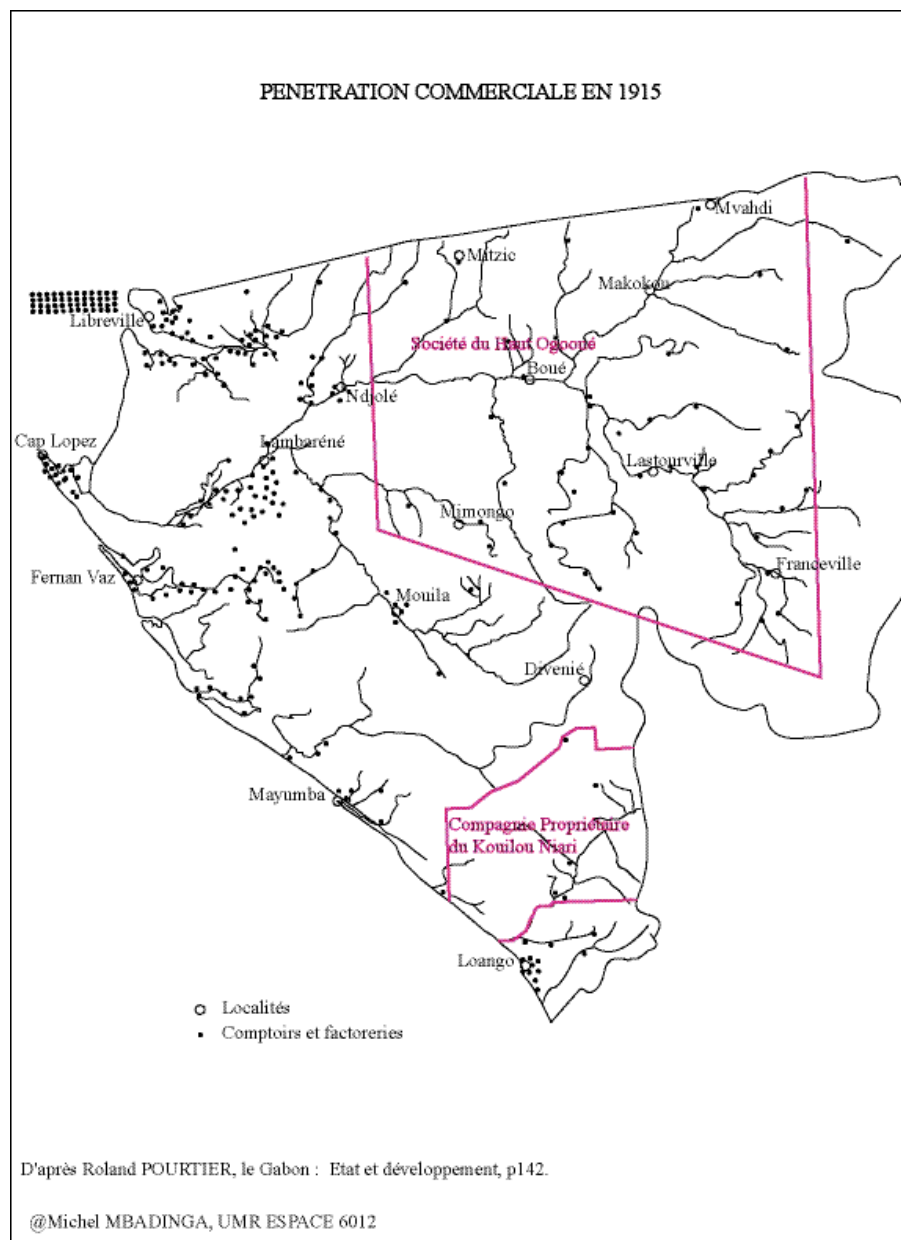 PENETRATION COMMERCIALE EN 1915
Mvahdi
Mitzic
Makokou
Libreville
Société du Haut Ogooué
Boué
Ndjolé
Cap Lopez
Lambaréné
Lastourville
Mimongo
Fernan Vaz
Franceville
Mouila
Divenié
Mayumba
Compagnie Propriétaire
du Kouilou Niari
Loango
Localités
Comptoirs et factoreries
D'après Roland POURTIER, le Gabon : Etat et développement, p142.
@Michel MBADINGA, UMR ESPACE 6012